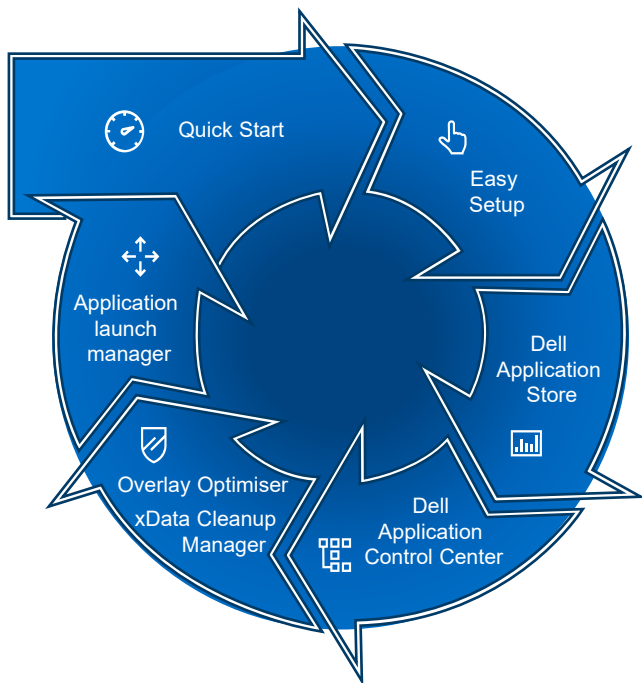 Quick Start
Easy
Setup
Dell
Application
Store
Dell
Application
Control Center
Overlay Optimiser
xData Cleanup
Manager
Application
launch
manager